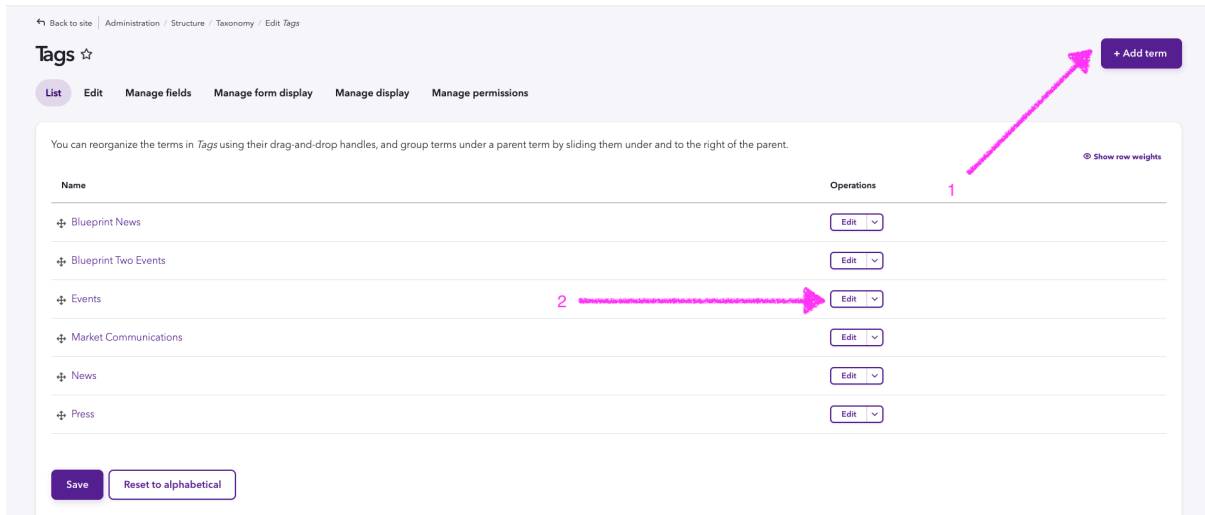 Back to site Administration / Structure / Taxonomy / Edit Tags
Tags
+ Add term
List Edit Manage fields Manage form display Manage display Manage permissions
You can reorganize the terms in Tags using their drag-and-drop handles, and group terms under a parent term by sliding them under and to the right of the parent.
Show row weights
Name Operations
1
Blueprint News Edit
Blueprint Two Events Edit
Events 2 Edit
Market Communications Edit
News Edit
Press Edit
Save Reset to alphabetical